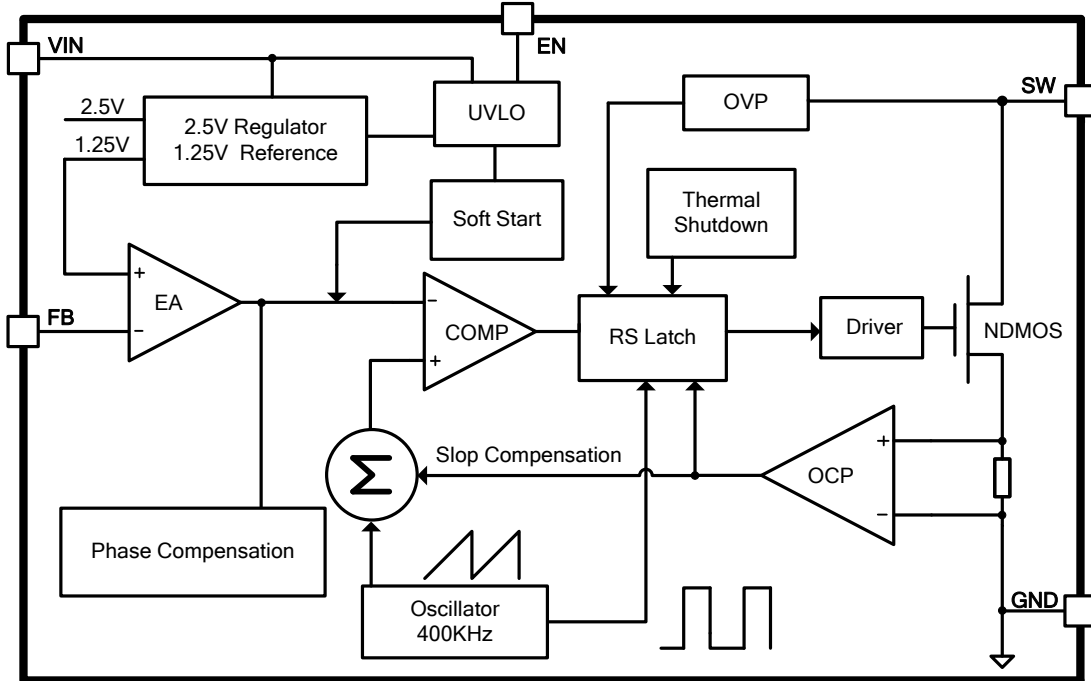 VIN
EN
SW
2.5V
1.25V
2.5V Regulator
1.25V Reference
UVLO
OVP
Soft Start
Thermal
Shutdown
+
EA
−
FB
−
COMP
+
RS Latch
Driver
NDMOS
Σ
Slop Compensation
+
OCP
−
Phase Compensation
Oscillator
400KHz
GND